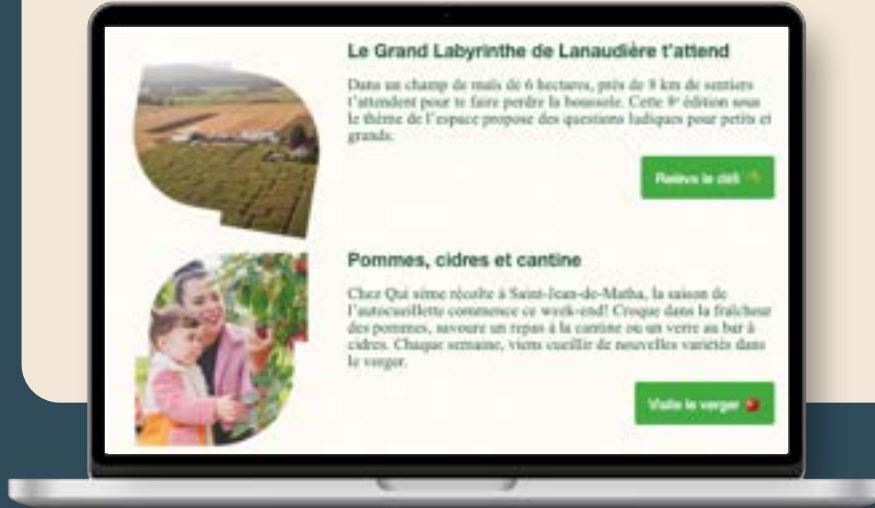 Le Grand Labyrinthe de Lanaudière t'attend
Dans un champ de maïs de 6 hectares, près de 8 km de sentiers
t'attendent pour te faire perdre la boussole. Cette 8e édition sous
le thème de l'espace propose des questions ludiques pour petits et
grands.
Relève le défi
Pommes, cidres et cantine
Chez Qui sème récolte à Saint-Jean-de-Matha, la saison de
l'autocueillette commence ce week-end! Croque dans la fraîcheur
des pommes, savoure un repas à la cantine ou un verre au bar à
cidres. Chaque semaine, viens cueillir de nouvelles variétés dans
le verger.
Visite le verger